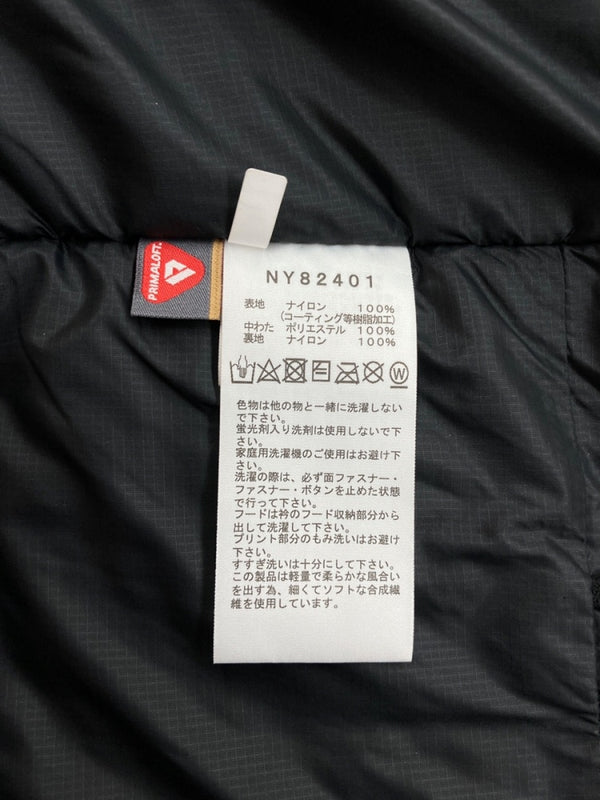 PRIMALOFT.
NY82401
表地 ナイロン 100%
(コーティング等樹脂加工)
中わた ポリエステル 100%
裏地 ナイロン 100%
W
色物は他の物と一緒に洗濯しない
で下さい。
蛍光剤入り洗剤は使用しないで下
さい。
家庭用洗濯機のご使用はお避け下
さい。
洗濯の際は、必ず面ファスナー・
ファスナー・ボタンを止めた状態
で行って下さい。
フードは衿のフード収納部分から
出して洗濯して下さい。
プリント部分のもみ洗いはお避け
下さい。
すすぎ洗いは十分にして下さい。
この製品は軽量で柔らかな風合い
を出す為、細くてソフトな合成繊
維を使用しています。